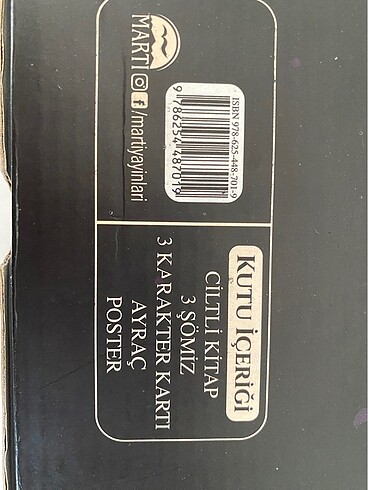 MARTI
/martiyayinlari
ISBN 978-625-448-701-9
9 786254 487019
KUTU İÇERİĞİ
CİLTLİ KİTAP
3 ŞÖMİZ
3 KARAKTER KARTI
AYRAÇ
POSTER